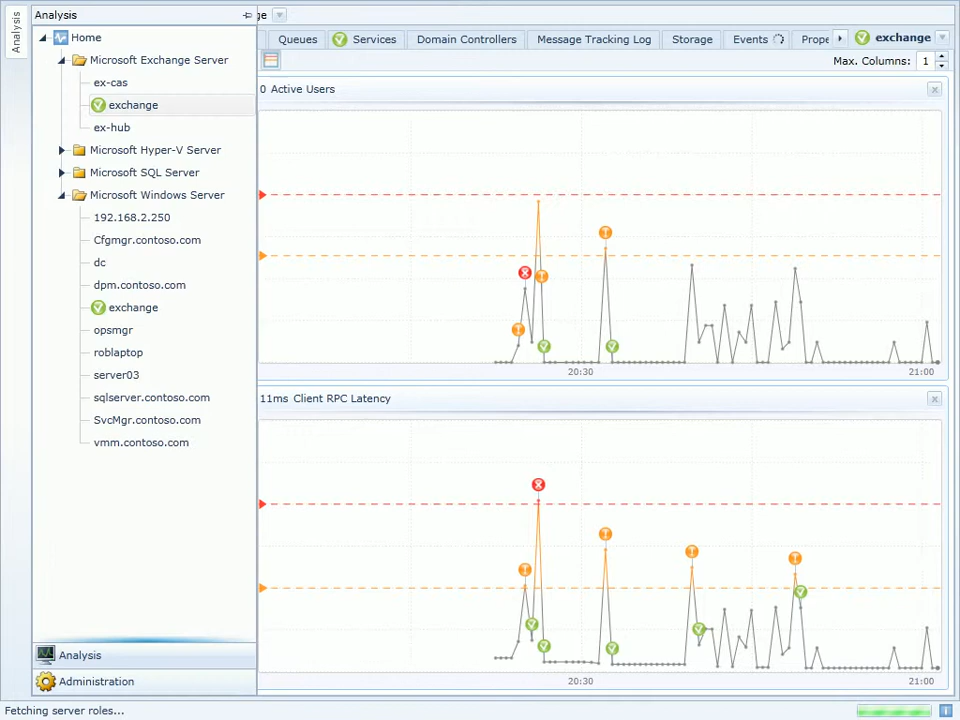 Analysis
Analysis
ge
Home
Microsoft Exchange Server
ex-cas
exchange
ex-hub
Microsoft Hyper-V Server
Microsoft SQL Server
Microsoft Windows Server
192.168.2.250
Cfgmgr.contoso.com
dc
dpm.contoso.com
exchange
opsmgr
roblaptop
server03
sqlserver.contoso.com
SvcMgr.contoso.com
vmm.contoso.com
Analysis
Administration
Queues Services Domain Controllers Message Tracking Log Storage Events Prope exchange
Max. Columns: 1
0 Active Users
20:30 21:00
11ms Client RPC Latency
20:30 21:00
Fetching server roles...